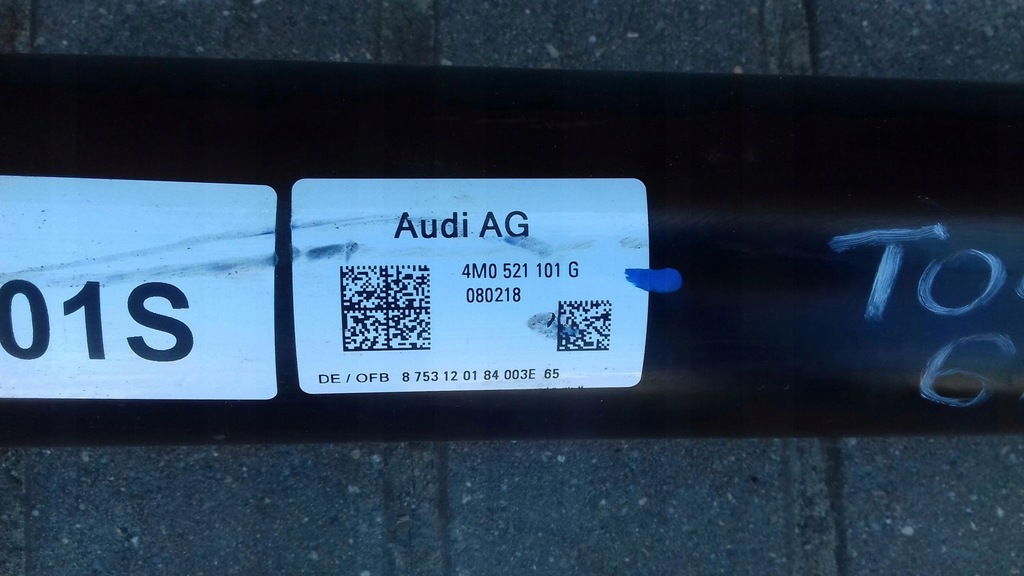 01S
Audi AG
4M0 521 101 G
080218
DE / OFB 8 753 12 01 84 003E 65